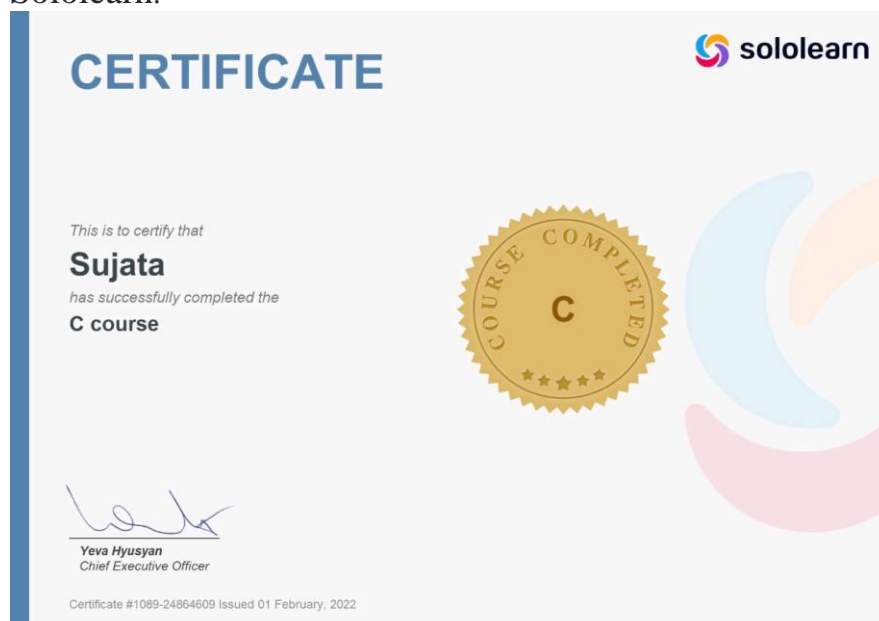 Sololearn.
CERTIFICATE
sololearn
This is to certify that
Sujata
has successfully completed the
C course
COURSE COMPLETED
C
Yeva Hyusyan
Chief Executive Officer
Certificate #1089-24864609 Issued 01 February, 2022